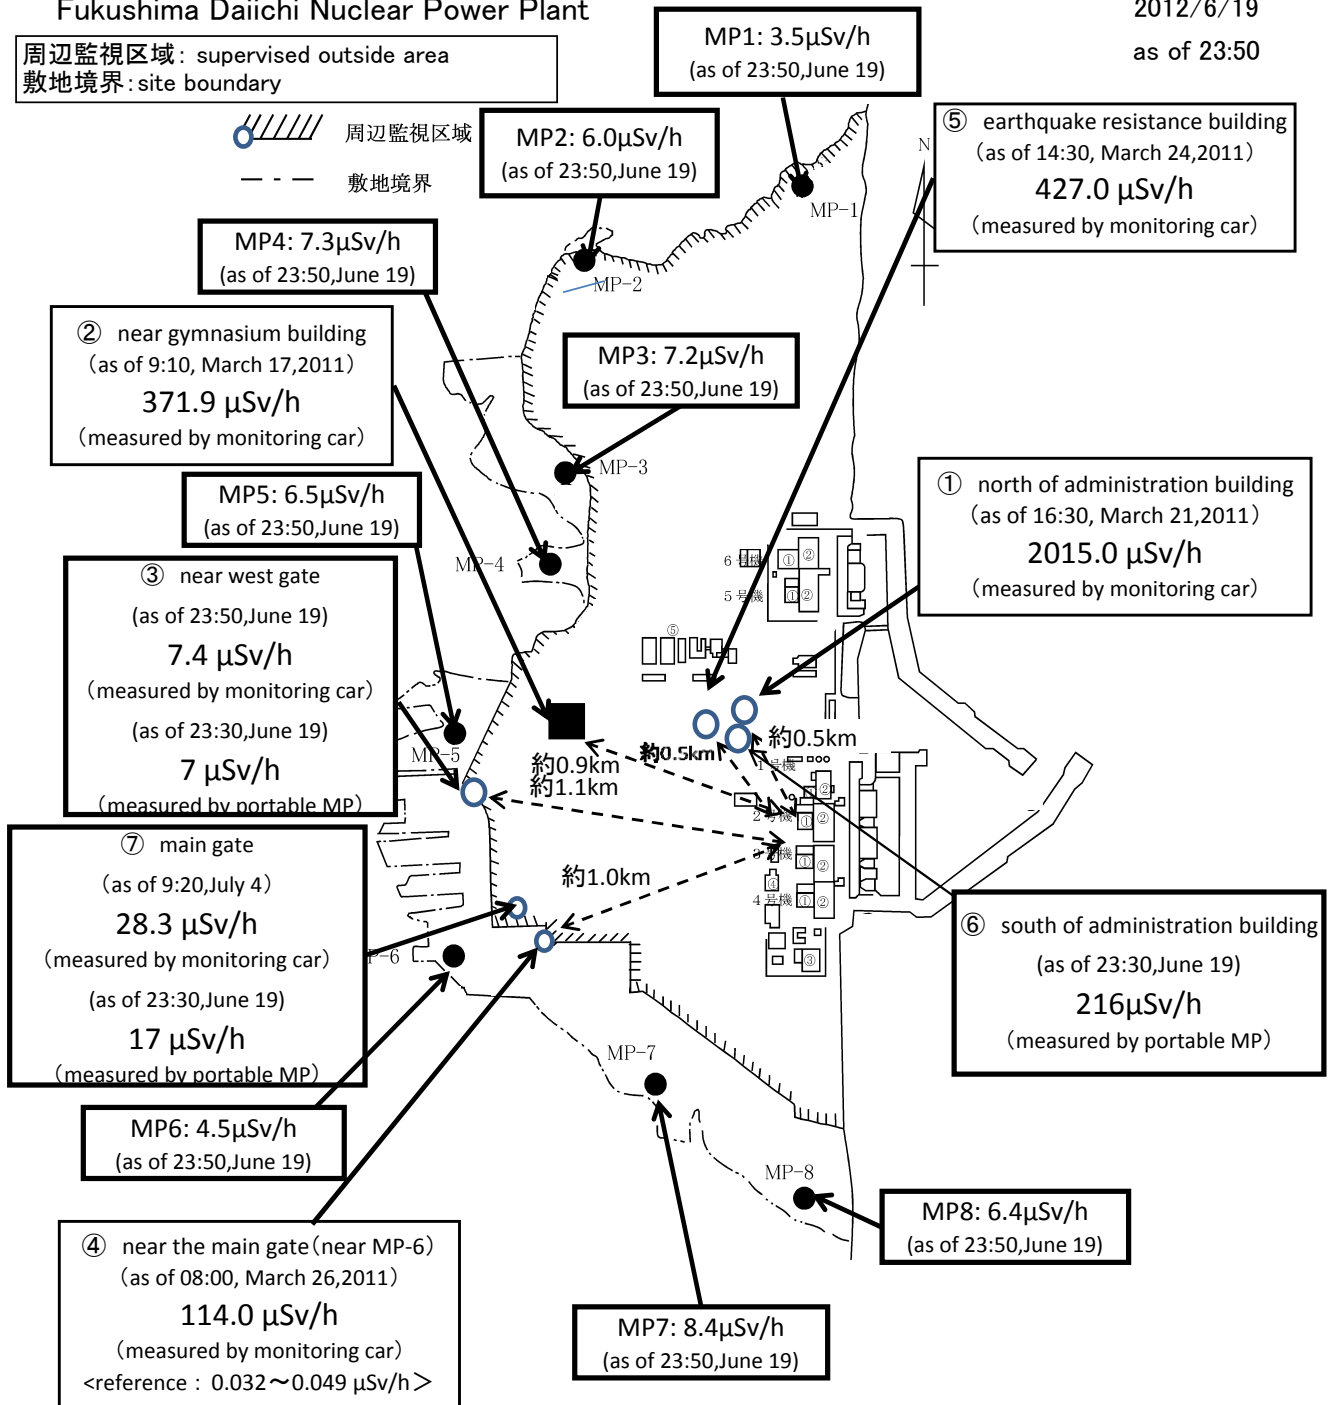 Fukushima Daiichi Nuclear Power Plant
2012/6/19
as of 23:50
周辺監視区域: supervised outside area
敷地境界:site boundary
周辺監視区域
敷地境界
MP1: 3.5μSv/h
(as of 23:50,June 19)
MP2: 6.0μSv/h
(as of 23:50,June 19)
⑤ earthquake resistance building
(as of 14:30, March 24,2011)
427.0 μSv/h
(measured by monitoring car)
N
MP-1
MP4: 7.3μSv/h
(as of 23:50,June 19)
MP-2
② near gymnasium building
(as of 9:10, March 17,2011)
371.9 μSv/h
(measured by monitoring car)
MP3: 7.2μSv/h
(as of 23:50,June 19)
MP-3
MP5: 6.5μSv/h
(as of 23:50,June 19)
① north of administration building
(as of 16:30, March 21,2011)
2015.0 μSv/h
(measured by monitoring car)
MP-4
6号機
① ②
5号機
① ②
③ near west gate
(as of 23:50,June 19)
7.4 μSv/h
(measured by monitoring car)
(as of 23:30,June 19)
7 μSv/h
(measured by portable MP)
⑤
MP-5
約0.9km
約1.1km
約0.5km
約0.5km
1号機
②
2号機
① ②
3号機
① ②
④
4号機
① ②
③
約1.0km
⑦ main gate
(as of 9:20,July 4)
28.3 μSv/h
(measured by monitoring car)
(as of 23:30,June 19)
17 μSv/h
(measured by portable MP)
P-6
⑥ south of administration building
(as of 23:30,June 19)
216μSv/h
(measured by portable MP)
MP-7
MP6: 4.5μSv/h
(as of 23:50,June 19)
MP-8
MP8: 6.4μSv/h
(as of 23:50,June 19)
④ near the main gate(near MP-6)
(as of 08:00, March 26,2011)
114.0 μSv/h
(measured by monitoring car)
<reference : 0.032～0.049 μSv/h>
MP7: 8.4μSv/h
(as of 23:50,June 19)